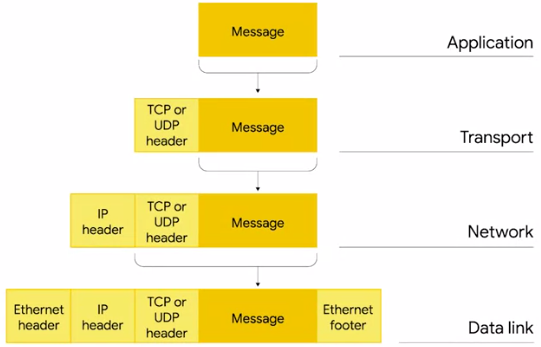 Message
Application
TCP or
UDP
header
Message
Transport
IP
header
TCP or
UDP
header
Message
Network
Ethernet
header
IP
header
TCP or
UDP
header
Message
Ethernet
footer
Data link